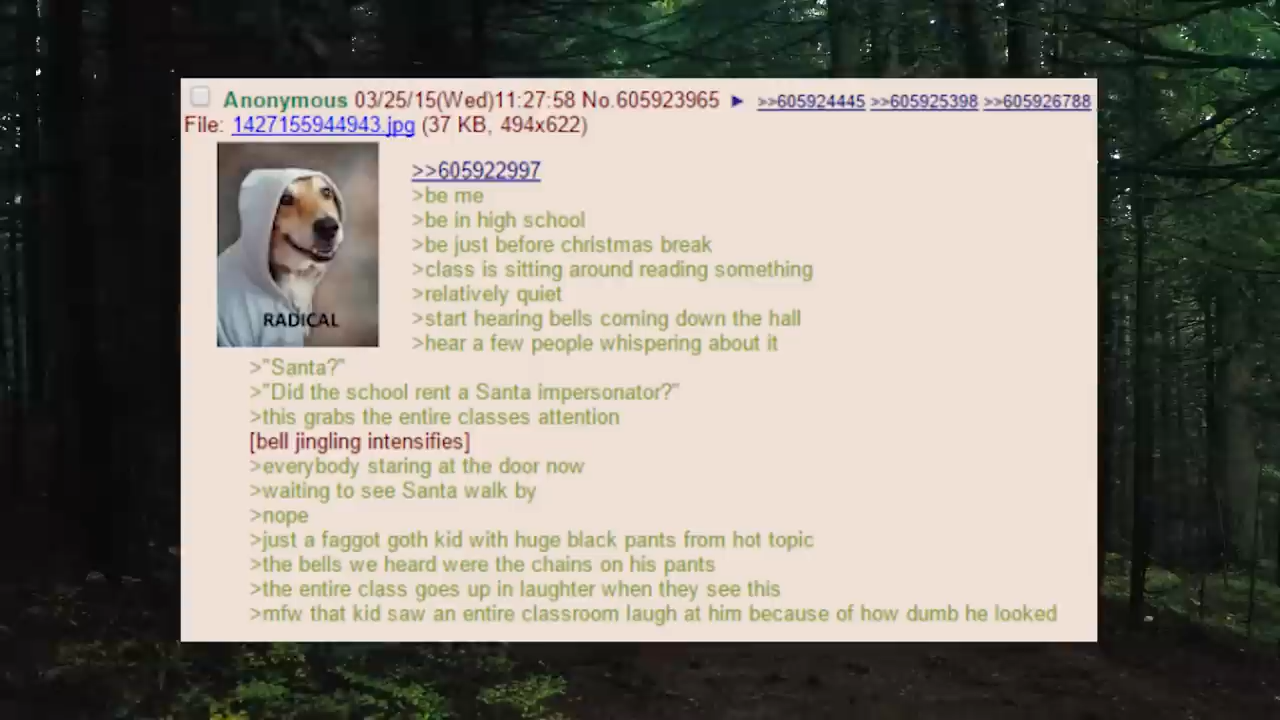 Anonymous 03/25/15(Wed)11:27:58 No.605923965 ▶ >>605924445 >>605925398 >>605926788
File: 1427155944943.jpg (37 KB, 494x622)
RADICAL
>>605922997
>be me
>be in high school
>be just before christmas break
>class is sitting around reading something
>relatively quiet
>start hearing bells coming down the hall
>hear a few people whispering about it
>"Santa?"
>"Did the school rent a Santa impersonator?"
>this grabs the entire classes attention
[bell jingling intensifies]
>everybody staring at the door now
>waiting to see Santa walk by
>nope
>just a faggot goth kid with huge black pants from hot topic
>the bells we heard were the chains on his pants
>the entire class goes up in laughter when they see this
>mfw that kid saw an entire classroom laugh at him because of how dumb he looked